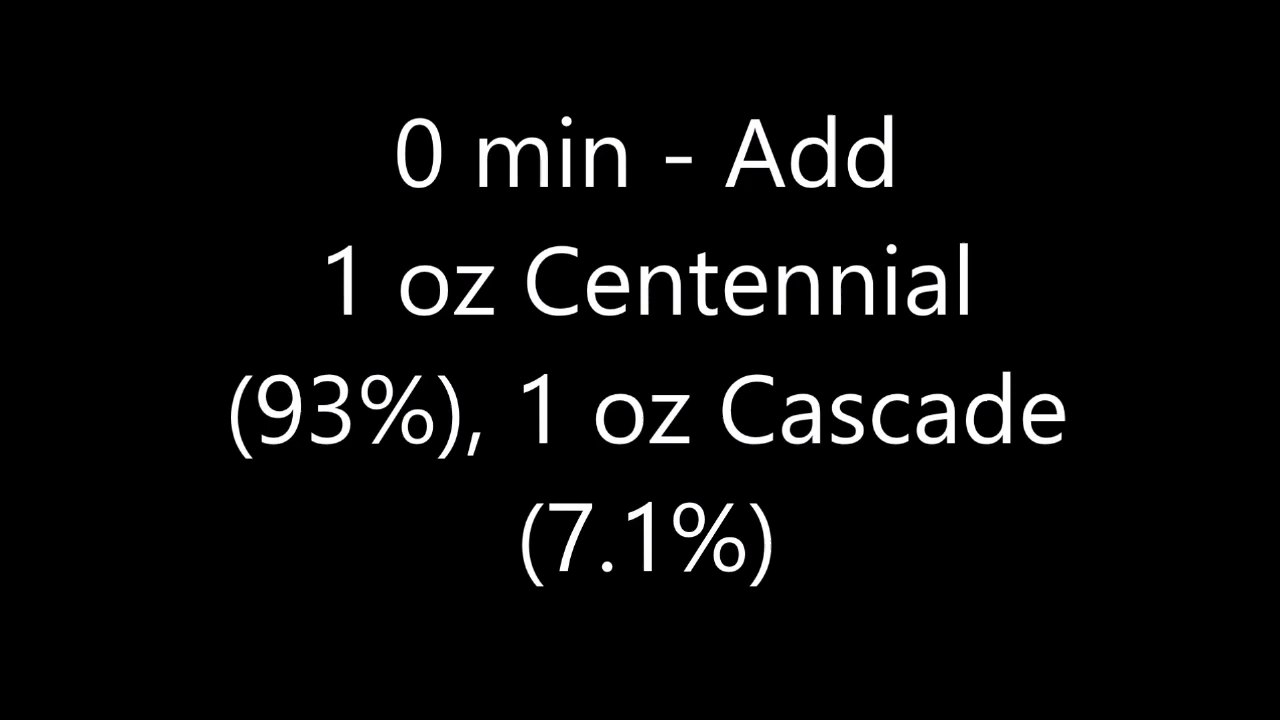 0 min - Add
1 oz Centennial
(93%), 1 oz Cascade
(7.1%)